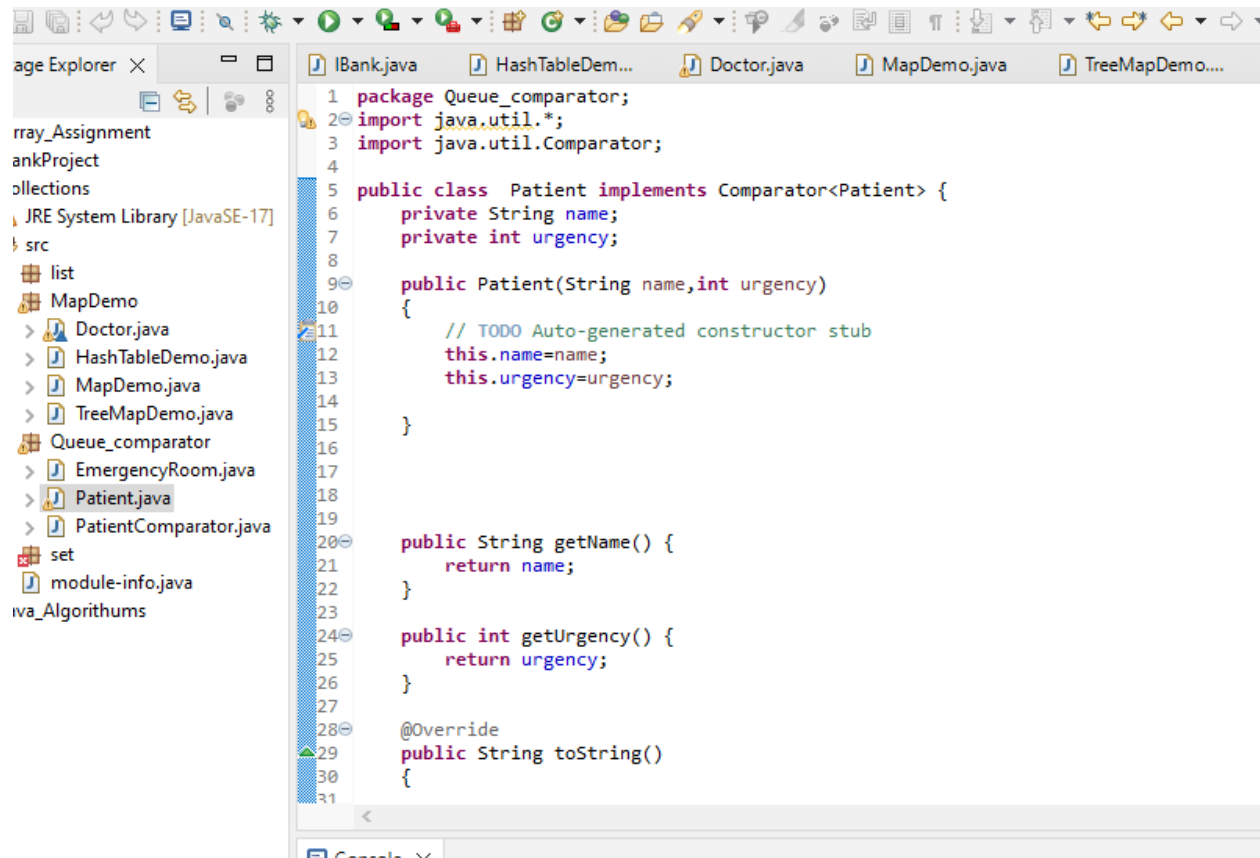 age Explorer
IBank.java
HashTableDem...
Doctor.java
MapDemo.java
TreeMapDemo....
rray_Assignment
ankProject
ollections
JRE System Library [JavaSE-17]
src
list
MapDemo
Doctor.java
HashTableDemo.java
MapDemo.java
TreeMapDemo.java
Queue_comparator
EmergencyRoom.java
Patient.java
PatientComparator.java
set
module-info.java
va_Algorithums
1 package Queue_comparator;
2 import java.util.*;
3 import java.util.Comparator;
4
5 public class  Patient implements Comparator<Patient> {
6     private String name;
7     private int urgency;
8
9     public Patient(String name,int urgency)
10     {
11         // TODO Auto-generated constructor stub
12         this.name=name;
13         this.urgency=urgency;
14
15     }
16
17
18
19
20     public String getName() {
21         return name;
22     }
23
24     public int getUrgency() {
25         return urgency;
26     }
27
28     @Override
29     public String toString()
30     {
31
Console